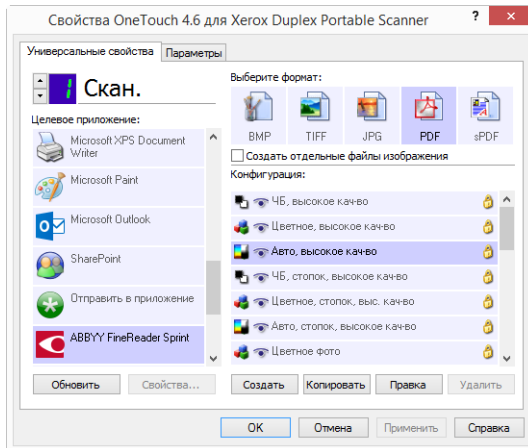 Свойства OneTouch 4.6 для Xerox Duplex Portable Scanner
Универсальные свойства
Параметры
1 Скан.
Целевое приложение:
Microsoft XPS Document
Writer
Microsoft Paint
Microsoft Outlook
SharePoint
Отправить в приложение
ABBYY FineReader Sprint
Обновить
Свойства...
Выберите формат:
BMP
TIFF
JPG
PDF
sPDF
Создать отдельные файлы изображения
Конфигурация:
ЧБ, высокое кач-во
Цветное, высокое кач-во
Авто, высокое кач-во
ЧБ, стопок, высокое кач-во
Цветное, стопок, выс. кач-во
Авто, стопок, высокое кач-во
Цветное фото
Создать
Копировать
Правка
Удалить
OK
Отмена
Применить
Справка